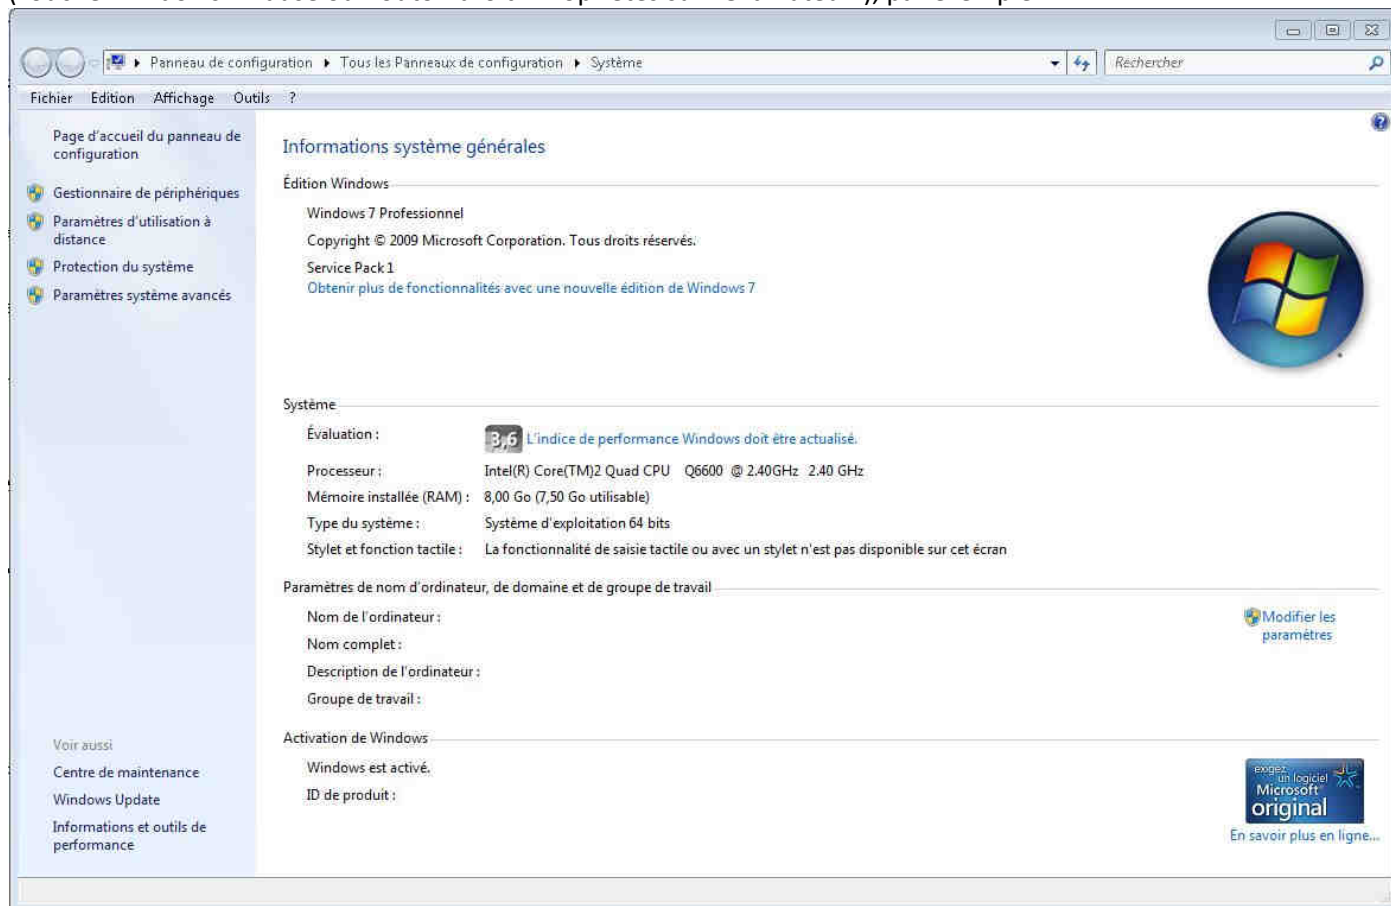 Panneau de configuration ▸ Tous les Panneaux de configuration ▸ Système
Rechercher
Fichier Edition Affichage Outils ?
Page d'accueil du panneau de
configuration
Gestionnaire de périphériques
Paramètres d'utilisation à
distance
Protection du système
Paramètres système avancés
Informations système générales
Édition Windows
Windows 7 Professionnel
Copyright © 2009 Microsoft Corporation. Tous droits réservés.
Service Pack 1
Obtenir plus de fonctionnalités avec une nouvelle édition de Windows 7
Système
Évaluation :
3,6 L'indice de performance Windows doit être actualisé.
Processeur : Intel(R) Core(TM)2 Quad CPU Q6600 @ 2.40GHz 2.40 GHz
Mémoire installée (RAM) : 8,00 Go (7,50 Go utilisable)
Type du système : Système d'exploitation 64 bits
Stylet et fonction tactile : La fonctionnalité de saisie tactile ou avec un stylet n'est pas disponible sur cet écran
Paramètres de nom d'ordinateur, de domaine et de groupe de travail
Nom de l'ordinateur :
Nom complet :
Description de l'ordinateur :
Groupe de travail :
Modifier les
paramètres
Activation de Windows
Windows est activé.
ID de produit :
exigez
un logiciel
Microsoft
original
En savoir plus en ligne...
Voir aussi
Centre de maintenance
Windows Update
Informations et outils de
performance